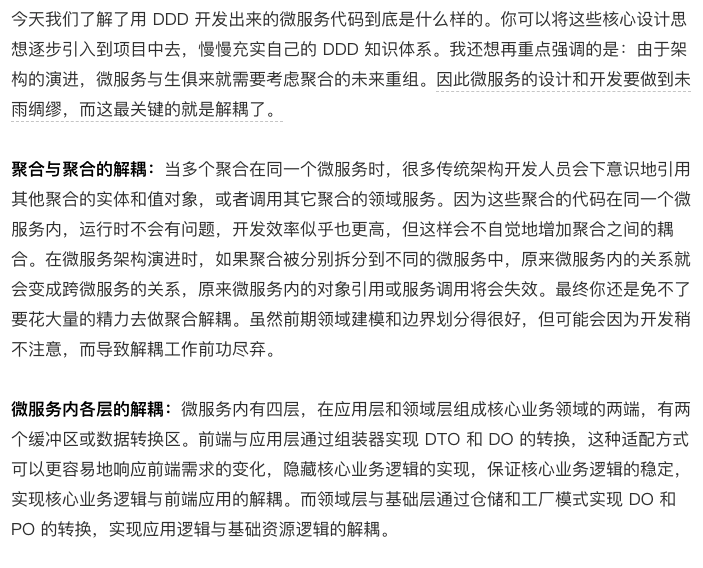 今天我们了解了用 DDD 开发出来的微服务代码到底是什么样的。你可以将这些核心设计思
想逐步引入到项目中去，慢慢充实自己的 DDD 知识体系。我还想再重点强调的是：由于架
构的演进，微服务与生俱来就需要考虑聚合的未来重组。因此微服务的设计和开发要做到未
雨绸缪，而这最关键的就是解耦了。
聚合与聚合的解耦：当多个聚合在同一个微服务时，很多传统架构开发人员会下意识地引用
其他聚合的实体和值对象，或者调用其它聚合的领域服务。因为这些聚合的代码在同一个微
服务内，运行时不会有问题，开发效率似乎也更高，但这样会不自觉地增加聚合之间的耦
合。在微服务架构演进时，如果聚合被分别拆分到不同的微服务中，原来微服务内的关系就
会变成跨微服务的关系，原来微服务内的对象引用或服务调用将会失效。最终你还是免不了
要花大量的精力去做聚合解耦。虽然前期领域建模和边界划分得很好，但可能会因为开发稍
不注意，而导致解耦工作前功尽弃。
微服务内各层的解耦：微服务内有四层，在应用层和领域层组成核心业务领域的两端，有两
个缓冲区或数据转换区。前端与应用层通过组装器实现 DTO 和 DO 的转换，这种适配方式
可以更容易地响应前端需求的变化，隐藏核心业务逻辑的实现，保证核心业务逻辑的稳定，
实现核心业务逻辑与前端应用的解耦。而领域层与基础层通过仓储和工厂模式实现 DO 和
PO 的转换，实现应用逻辑与基础资源逻辑的解耦。